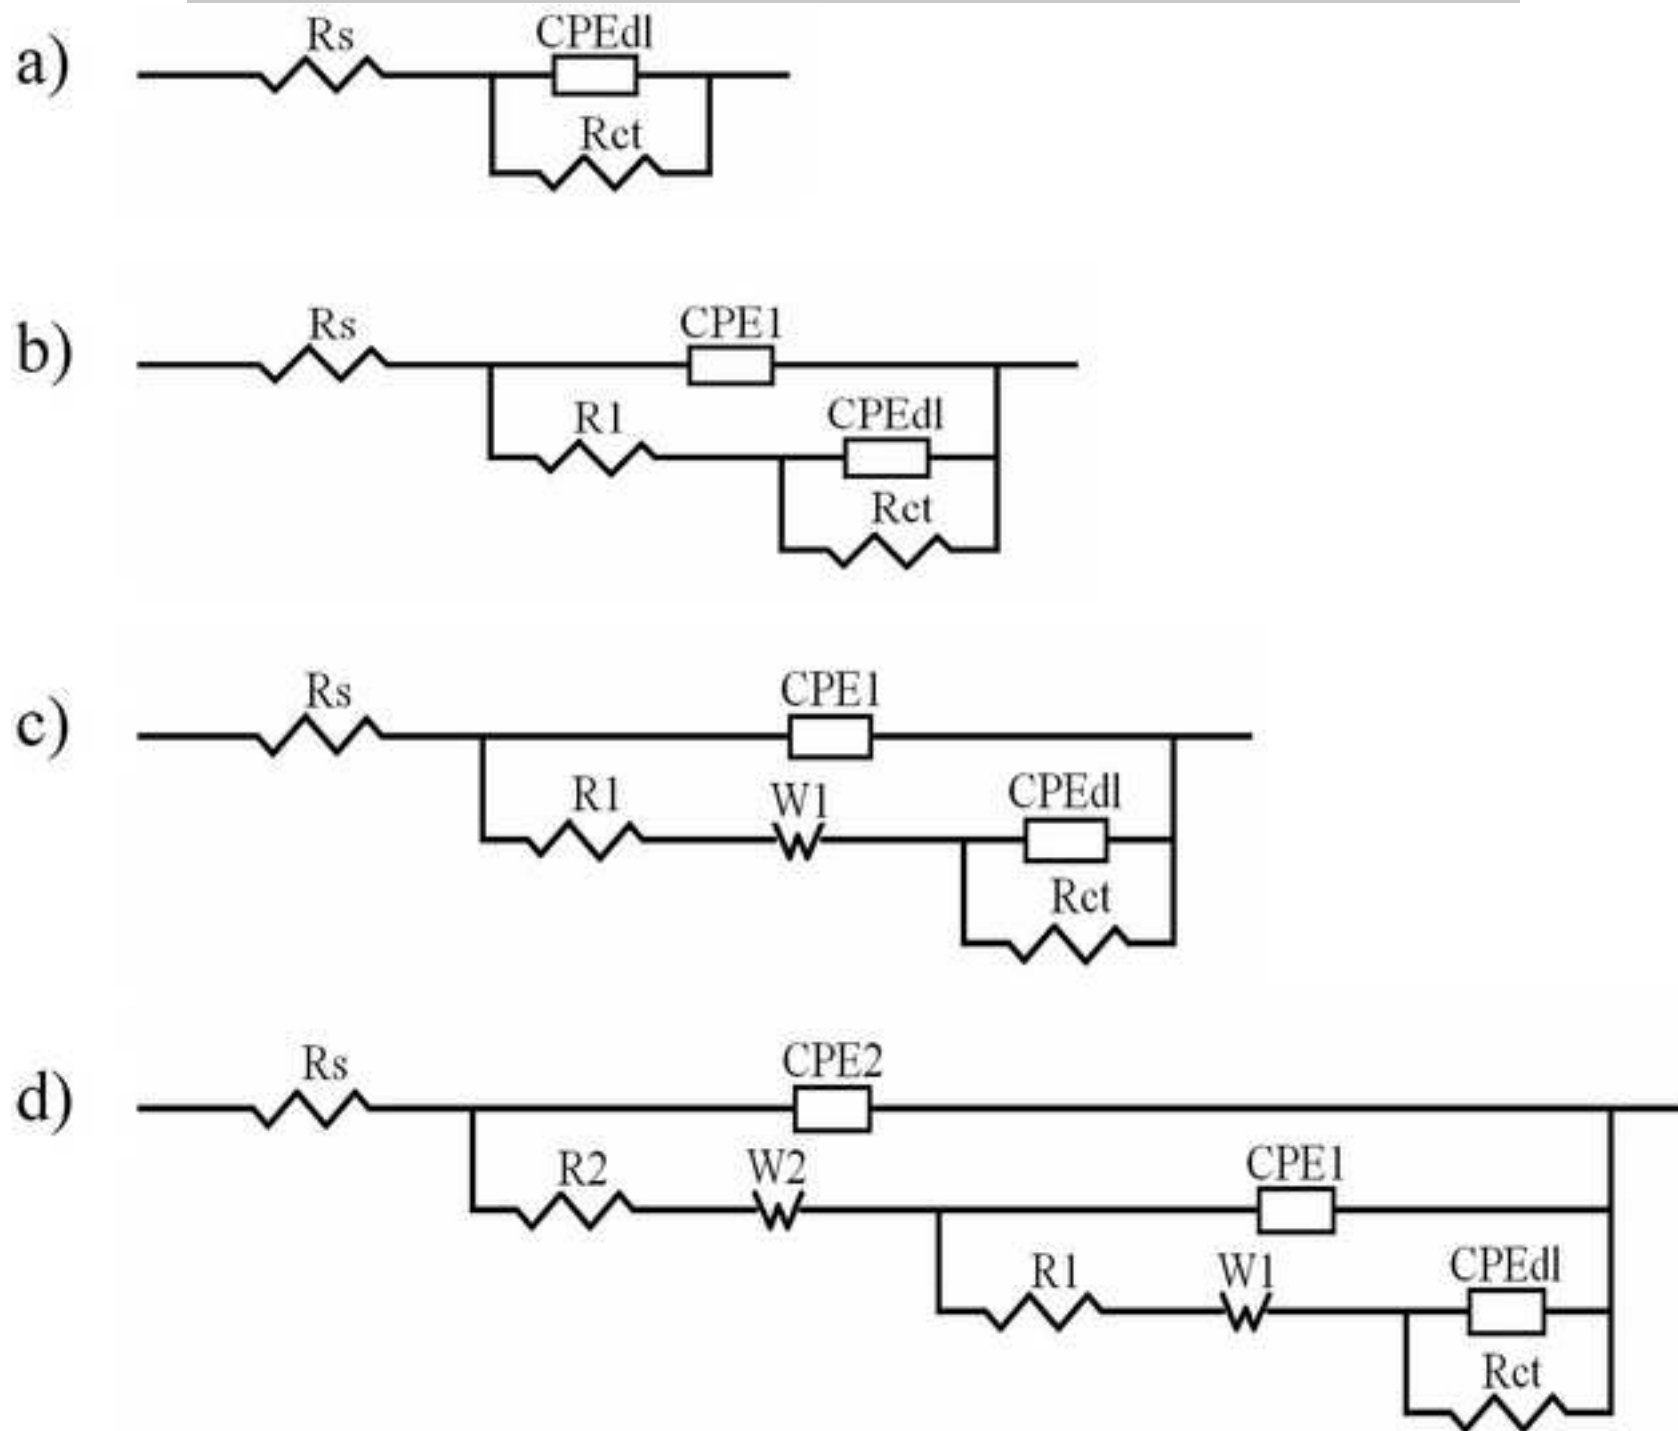 a)
Rs
CPEdl
Rct
b)
Rs
CPE1
R1
CPEdl
Rct
c)
Rs
CPE1
R1
W1
CPEdl
Rct
d)
Rs
CPE2
R2
W2
CPE1
R1
W1
CPEdl
Rct